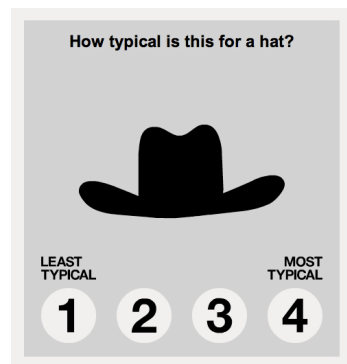 How typical is this for a hat?
LEAST
TYPICAL
MOST
TYPICAL
1 2 3 4